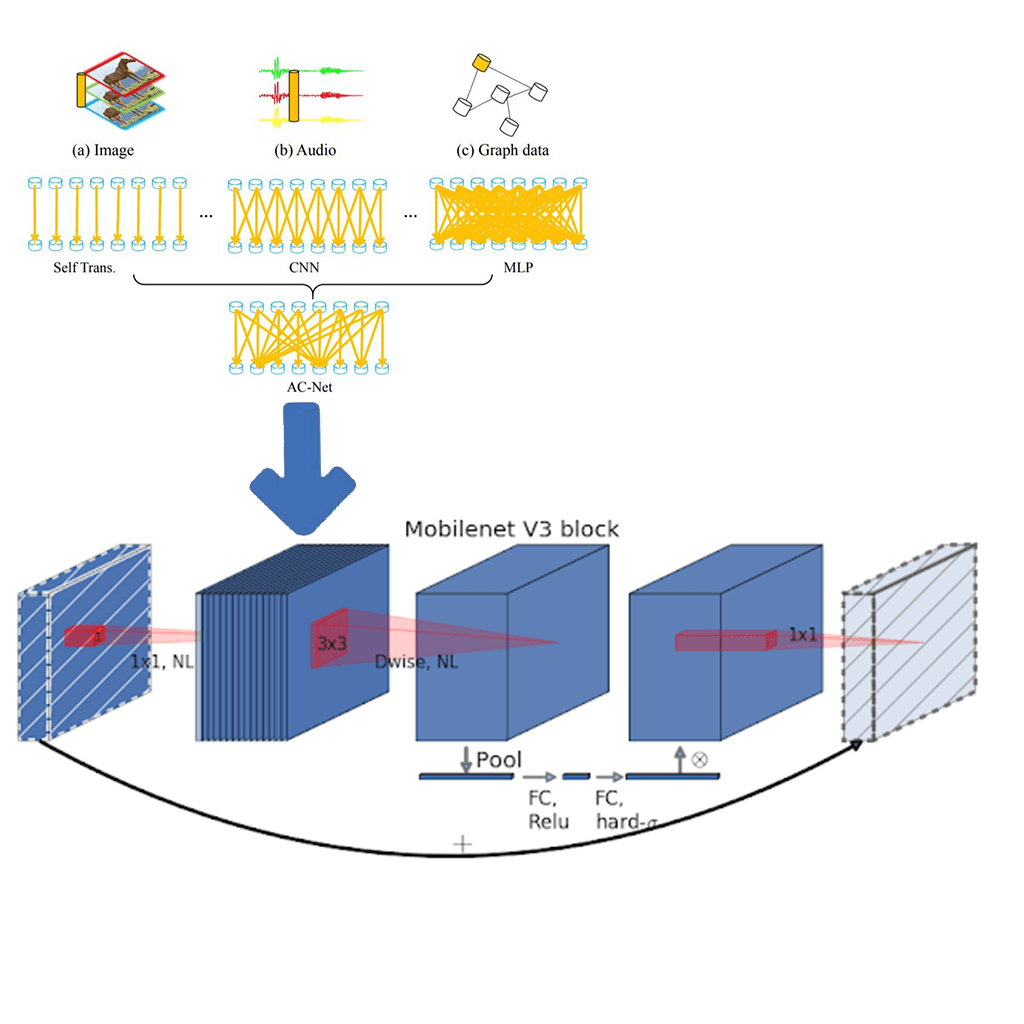 (a) Image
(b) Audio
(c) Graph data
...
...
Self Trans.
CNN
MLP
AC-Net
Mobilenet V3 block
1x1, NL
3x3
Dwise, NL
1x1
Pool
⊗
FC,
Relu
FC,
hard-σ
+